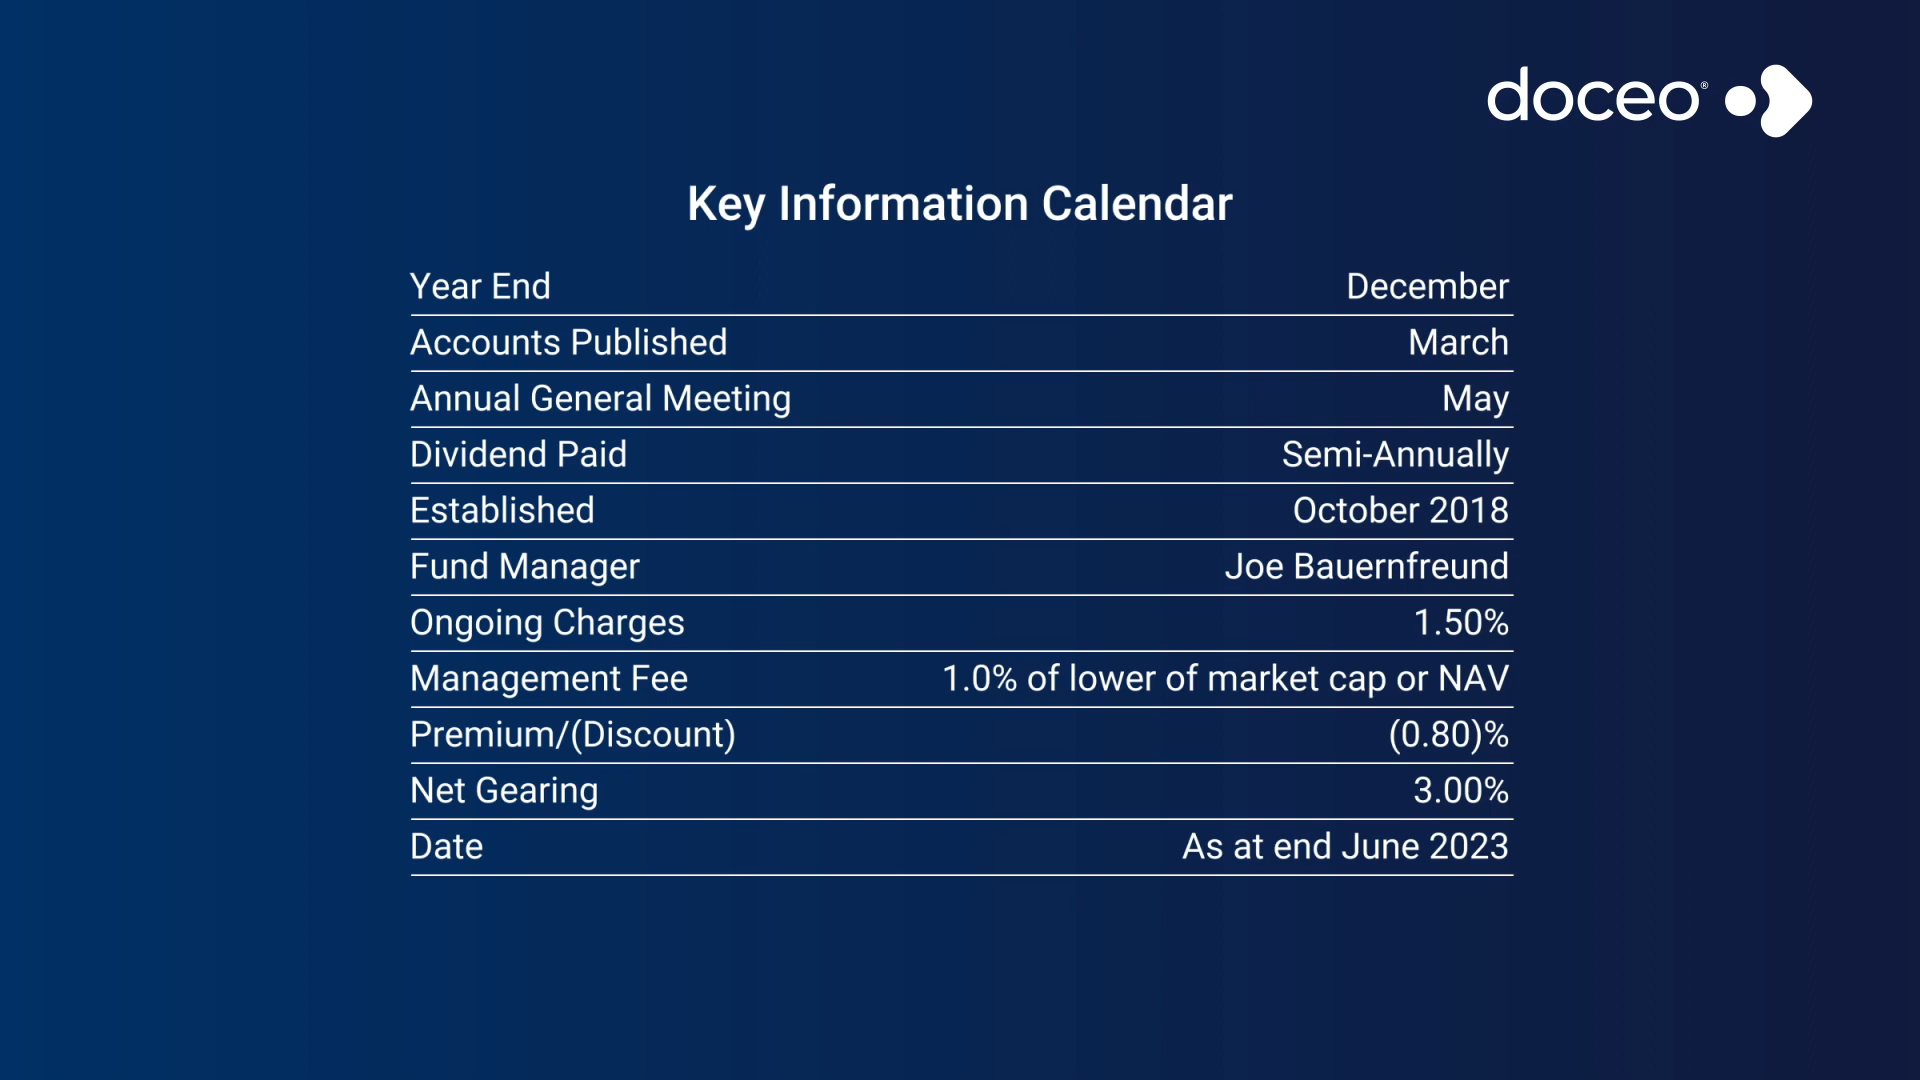 doceo®
Key Information Calendar
Year End December
Accounts Published March
Annual General Meeting May
Dividend Paid Semi-Annually
Established October 2018
Fund Manager Joe Bauernfreund
Ongoing Charges 1.50%
Management Fee 1.0% of lower of market cap or NAV
Premium/(Discount) (0.80)%
Net Gearing 3.00%
Date As at end June 2023